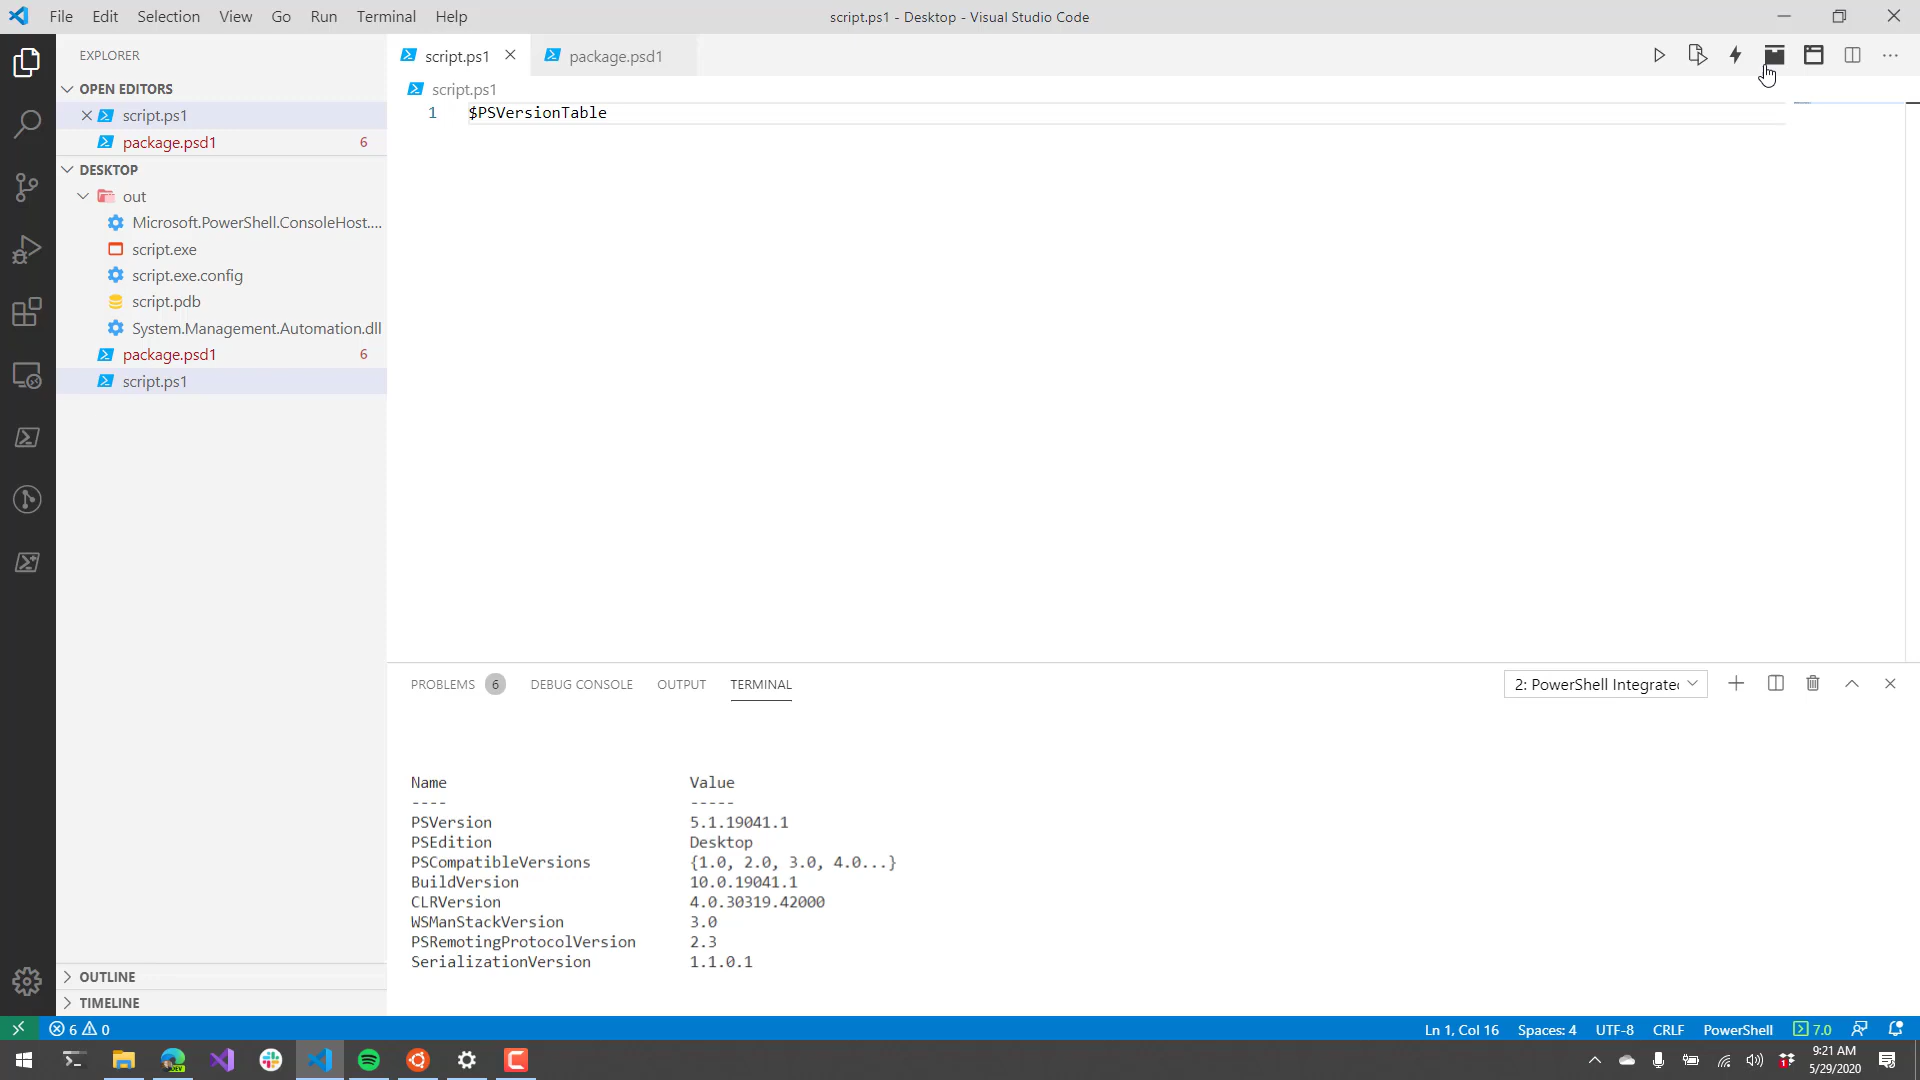 File Edit Selection View Go Run Terminal Help
script.ps1 - Desktop - Visual Studio Code
EXPLORER
OPEN EDITORS
script.ps1
package.psd1 6
DESKTOP
out
Microsoft.PowerShell.ConsoleHost....
script.exe
script.exe.config
script.pdb
System.Management.Automation.dll
package.psd1 6
script.ps1
OUTLINE
TIMELINE
script.ps1 package.psd1
script.ps1
1 $PSVersionTable
PROBLEMS 6 DEBUG CONSOLE OUTPUT TERMINAL
2: PowerShell Integrated
Name Value
---- -----
PSVersion 5.1.19041.1
PSEdition Desktop
PSCompatibleVersions {1.0, 2.0, 3.0, 4.0...}
BuildVersion 10.0.19041.1
CLRVersion 4.0.30319.42000
WSManStackVersion 3.0
PSRemotingProtocolVersion 2.3
SerializationVersion 1.1.0.1
6 0
Ln 1, Col 16 Spaces: 4 UTF-8 CRLF PowerShell 7.0
9:21 AM
5/29/2020